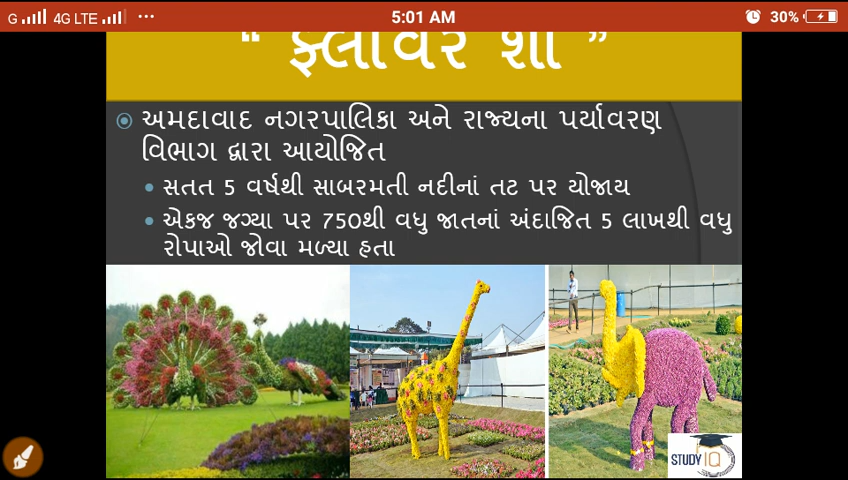 G 4G LTE ... 5:01 AM 30%
“ ફ્લાવર શો ”
અમદાવાદ નગરપાલિકા અને રાજ્યના પર્યાવરણ
વિભાગ દ્વારા આયોજિત
સતત 5 વર્ષથી સાબરમતી નદીનાં તટ પર યોજાય
એકજ જગ્યા પર 750થી વધુ જાતનાં અંદાજિત 5 લાખથી વધુ
રોપાઓ જોવા મળ્યા હતા
STUDY IQ